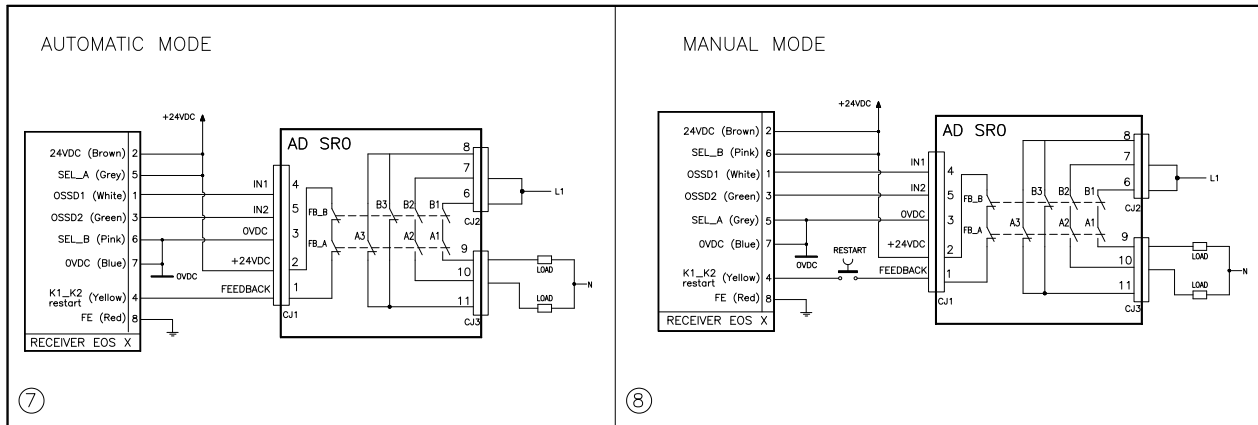 AUTOMATIC MODE
+24VDC
24VDC (Brown) 2
SEL_A (Grey) 5
OSSD1 (White) 1
OSSD2 (Green) 3
SEL_B (Pink) 6
0VDC (Blue) 7
K1_K2 (Yellow) 4
restart
FE (Red) 8
RECEIVER EOS X
0VDC
IN1
IN2
0VDC
+24VDC
FEEDBACK
AD SR0
4
5
3
2
1
CJ1
FB_B
FB_A
B3
B2
B1
A3
A2
A1
8
7
6
CJ2
9
10
11
CJ3
L1
LOAD
LOAD
N
7
MANUAL MODE
+24VDC
24VDC (Brown) 2
SEL_B (Pink) 6
OSSD1 (White) 1
OSSD2 (Green) 3
SEL_A (Grey) 5
0VDC (Blue) 7
K1_K2 (Yellow) 4
restart
FE (Red) 8
RECEIVER EOS X
0VDC
RESTART
IN1
IN2
0VDC
+24VDC
FEEDBACK
AD SR0
4
5
3
2
1
CJ1
FB_B
FB_A
B3
B2
B1
A3
A2
A1
8
7
6
CJ2
9
10
11
CJ3
L1
LOAD
LOAD
N
8